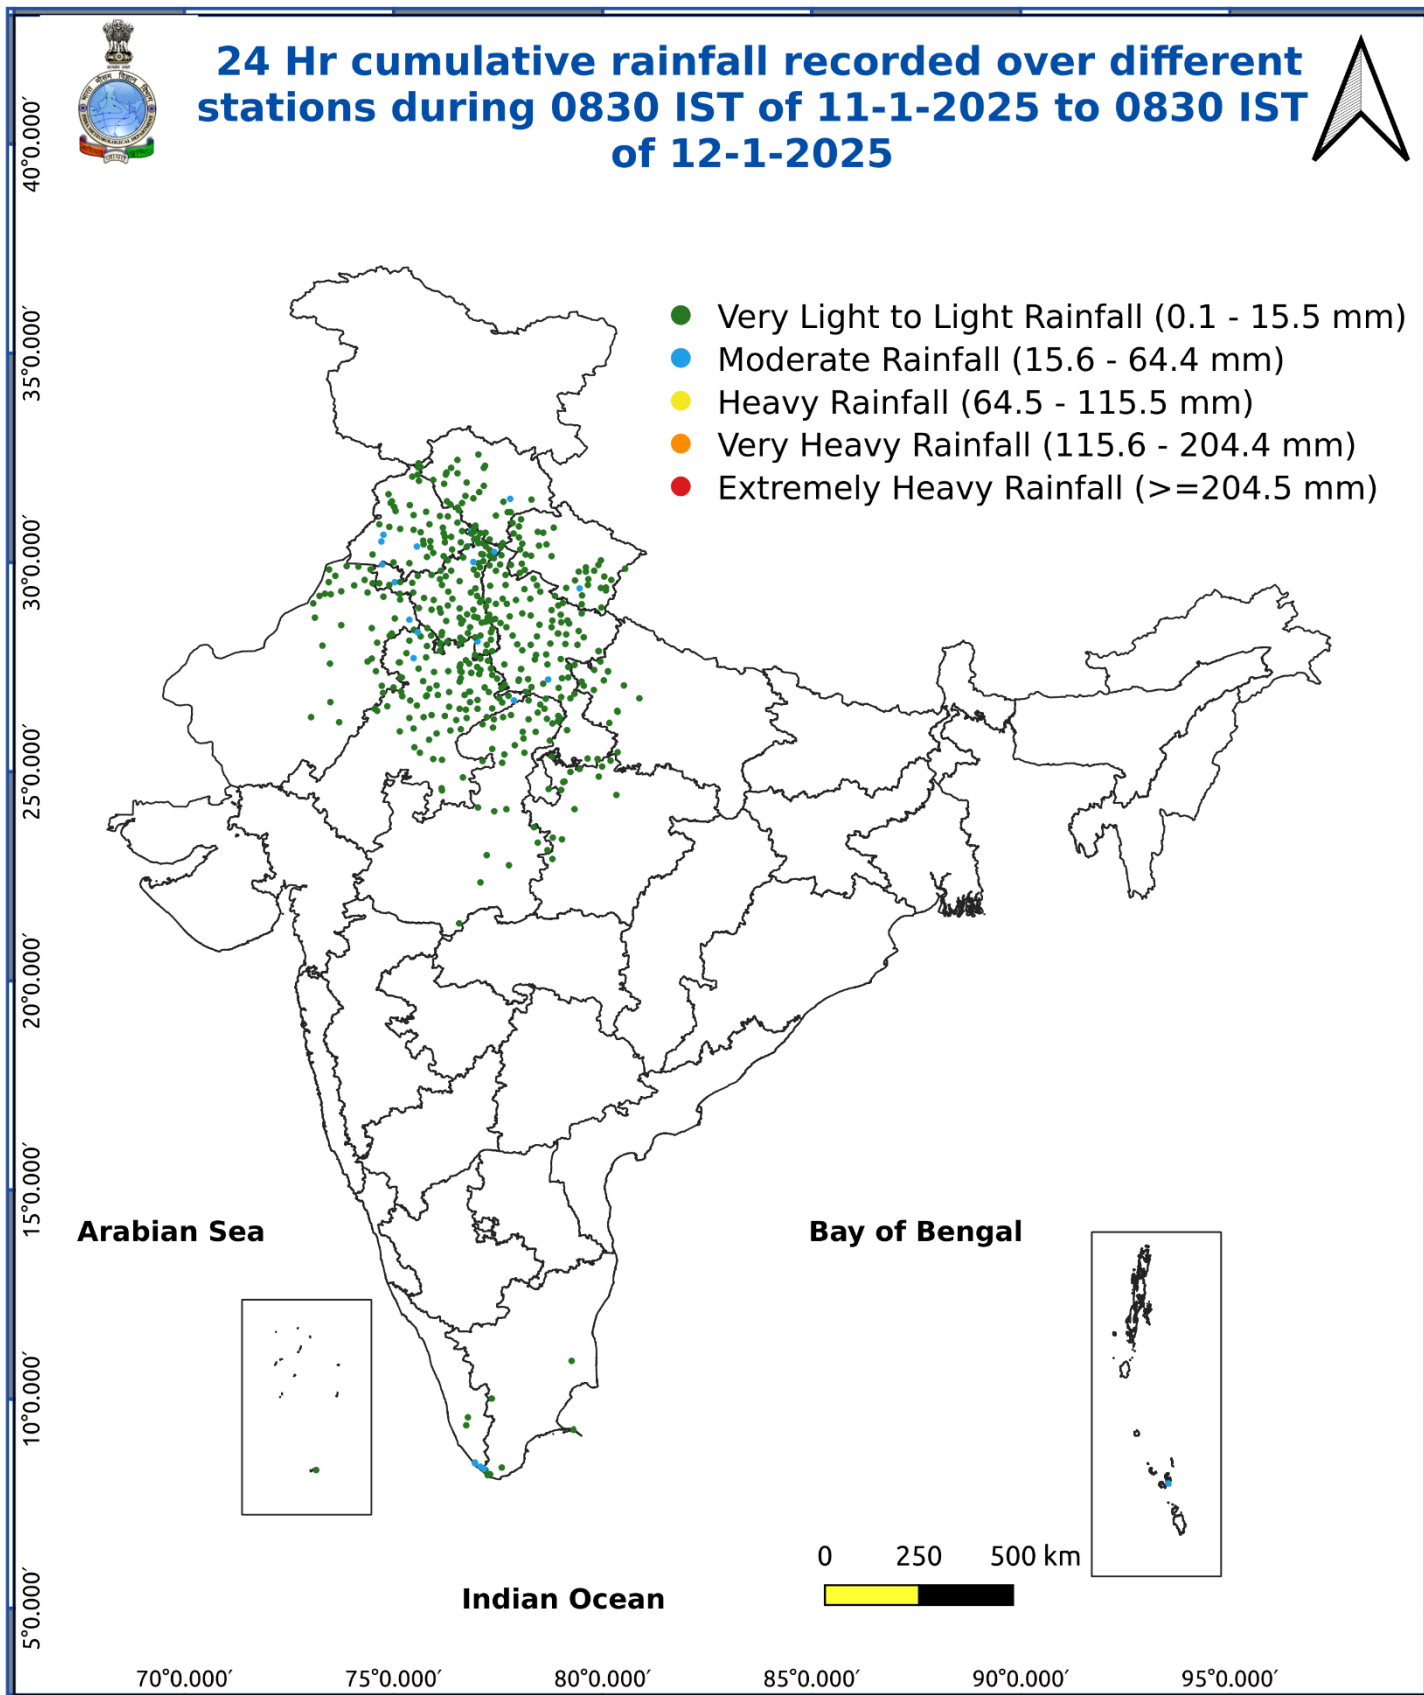 24 Hr cumulative rainfall recorded over different
stations during 0830 IST of 11-1-2025 to 0830 IST
of 12-1-2025
Very Light to Light Rainfall (0.1 - 15.5 mm)
Moderate Rainfall (15.6 - 64.4 mm)
Heavy Rainfall (64.5 - 115.5 mm)
Very Heavy Rainfall (115.6 - 204.4 mm)
Extremely Heavy Rainfall (>=204.5 mm)
40°0.000′
35°0.000′
30°0.000′
25°0.000′
20°0.000′
15°0.000′
10°0.000′
5°0.000′
Arabian Sea
Bay of Bengal
Indian Ocean
0 250 500 km
70°0.000′ 75°0.000′ 80°0.000′ 85°0.000′ 90°0.000′ 95°0.000′